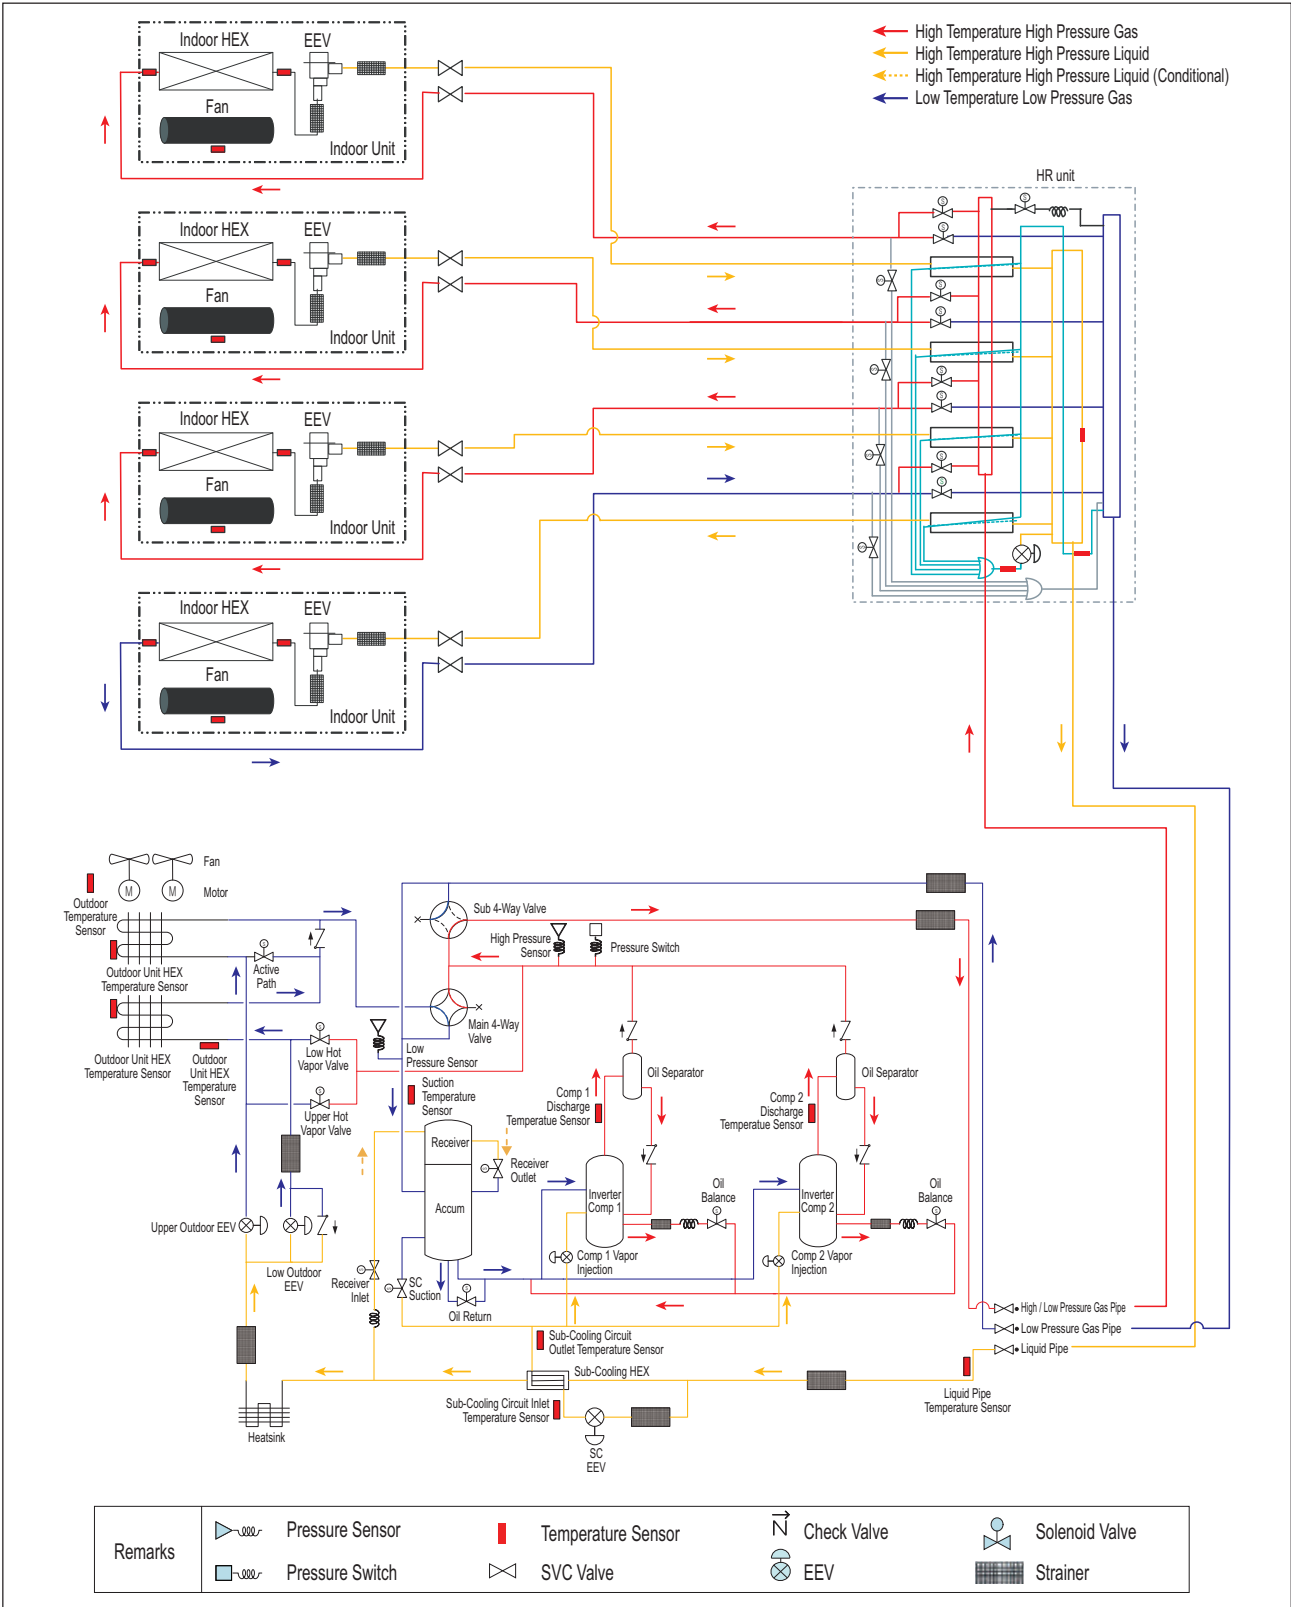 High Temperature High Pressure Gas
High Temperature High Pressure Liquid
High Temperature High Pressure Liquid (Conditional)
Low Temperature Low Pressure Gas
Indoor HEX
EEV
Fan
Indoor Unit
Indoor HEX
EEV
Fan
Indoor Unit
Indoor HEX
EEV
Fan
Indoor Unit
Indoor HEX
EEV
Fan
Indoor Unit
HR unit
S
S
S
S
S
S
S
S
S
S
S
S
S
Fan
M
M
Motor
Outdoor
Temperature
Sensor
Sub 4-Way Valve
High Pressure
Sensor
Pressure Switch
S
Active
Path
Outdoor Unit HEX
Temperature Sensor
Main 4-Way
Valve
S
Low Hot
Vapor Valve
Low
Pressure Sensor
Outdoor Unit HEX
Temperature Sensor
Outdoor
Unit HEX
Temperature
Sensor
S
Upper Hot
Vapor Valve
Suction
Temperature
Sensor
Oil Separator
Oil Separator
Comp 1
Discharge
Temperatue Sensor
Comp 2
Discharge
Temperatue Sensor
Receiver
S
Receiver
Outlet
Accum
Inverter
Comp 1
Oil
Balance
S
Inverter
Comp 2
Oil
Balance
S
Upper Outdoor EEV
Low Outdoor
EEV
S
Receiver
Inlet
S
SC
Suction
S
Oil Return
Comp 1 Vapor
Injection
Comp 2 Vapor
Injection
High / Low Pressure Gas Pipe
Low Pressure Gas Pipe
Liquid Pipe
Sub-Cooling Circuit
Outlet Temperature Sensor
Sub-Cooling HEX
Sub-Cooling Circuit Inlet
Temperature Sensor
SC
EEV
Liquid Pipe
Temperature Sensor
Heatsink
Remarks
Pressure Sensor
Temperature Sensor
Check Valve
Solenoid Valve
Pressure Switch
SVC Valve
EEV
Strainer